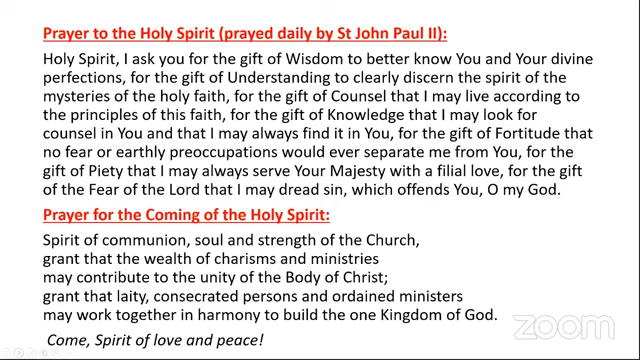 Prayer to the Holy Spirit (prayed daily by St John Paul II):
Holy Spirit, I ask you for the gift of Wisdom to better know You and Your divine
perfections, for the gift of Understanding to clearly discern the spirit of the
mysteries of the holy faith, for the gift of Counsel that I may live according to
the principles of this faith, for the gift of Knowledge that I may look for
counsel in You and that I may always find it in You, for the gift of Fortitude that
no fear or earthly preoccupations would ever separate me from You, for the
gift of Piety that I may always serve Your Majesty with a filial love, for the gift
of the Fear of the Lord that I may dread sin, which offends You, O my God.
Prayer for the Coming of the Holy Spirit:
Spirit of communion, soul and strength of the Church,
grant that the wealth of charisms and ministries
may contribute to the unity of the Body of Christ;
grant that laity, consecrated persons and ordained ministers
may work together in harmony to build the one Kingdom of God.
Come, Spirit of love and peace!
zoom